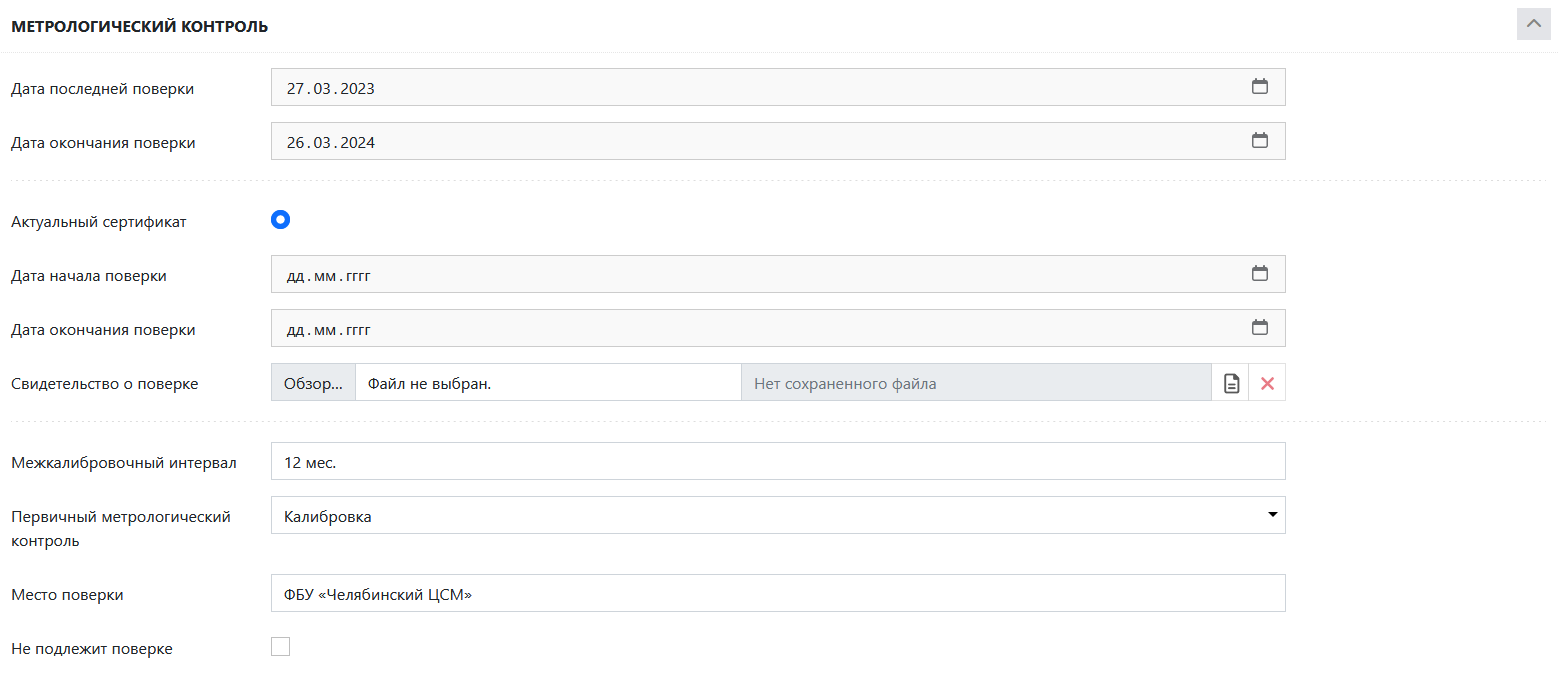 МЕТРОЛОГИЧЕСКИЙ КОНТРОЛЬ
Дата последней поверки 27.03.2023
Дата окончания поверки 26.03.2024
Актуальный сертификат
Дата начала поверки дд.мм.гггг
Дата окончания поверки дд.мм.гггг
Свидетельство о поверке Обзор... Файл не выбран. Нет сохраненного файла
Межкалибровочный интервал 12 мес.
Первичный метрологический Калибровка
контроль
Место поверки ФБУ «Челябинский ЦСМ»
Не подлежит поверке